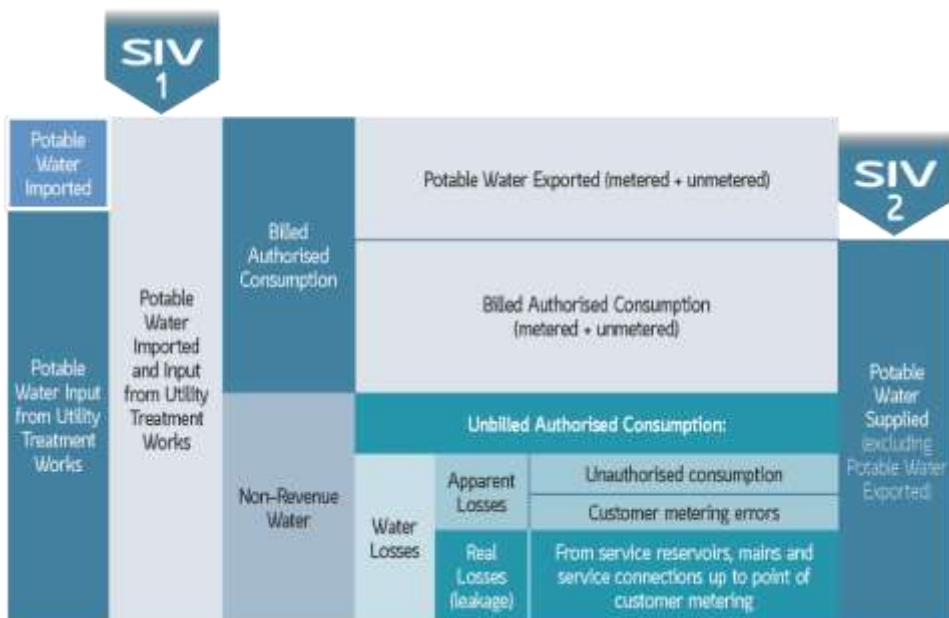 SIV
1
Potable
Water
Imported
Potable
Water Input
from Utility
Treatment
Works
Potable
Water
Imported
and Input
from Utility
Treatment
Works
Billed
Authorised
Consumption
Non-Revenue
Water
Potable Water Exported (metered + unmetered)
Billed Authorised Consumption
(metered + unmetered)
Unbilled Authorised Consumption:
Water
Losses
Apparent
Losses
Unauthorised consumption
Customer metering errors
Real
Losses
(leakage)
From service reservoirs, mains and
service connections up to point of
customer metering
SIV
2
Potable
Water
Supplied
(excluding
Potable Water
Exported)